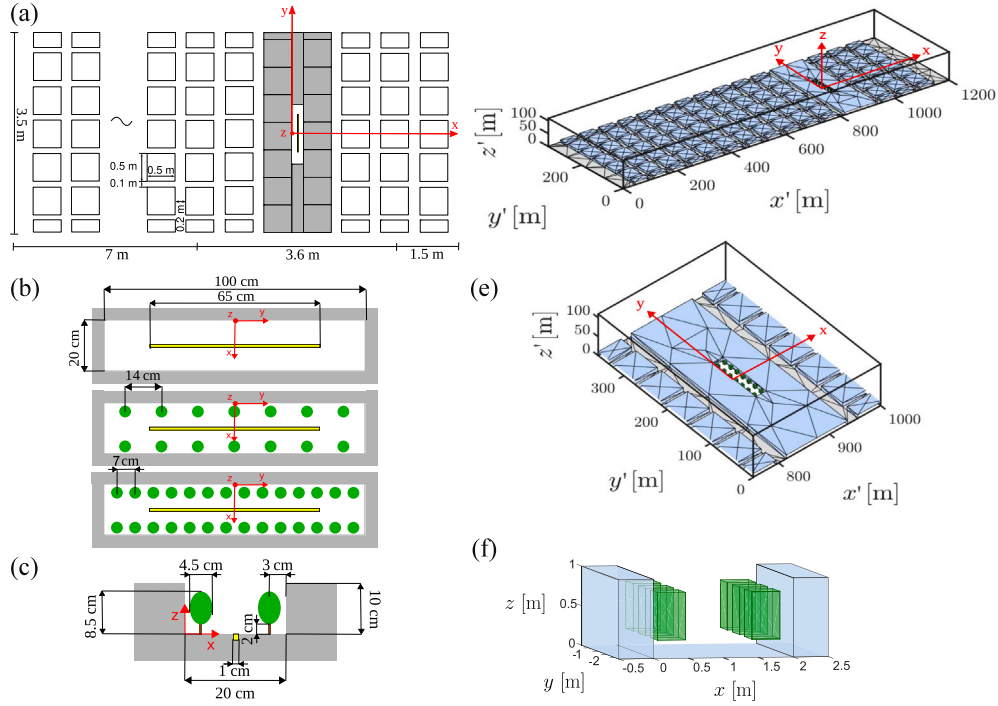 (a)
y
3.5 m
x
z
0.5 m
0.5 m
0.1 m
0.2 m
7 m
3.6 m
1.5 m
z
y
x
z' [m]
100
50
0
200
0
y' [m]
0
200
400
600
800
1000
1200
x' [m]
(b)
100 cm
65 cm
20 cm
z
y
x
14 cm
z
y
x
7 cm
z
y
x
(e)
z' [m]
100
50
0
y
x
300
200
100
0
y' [m]
800
900
1000
x' [m]
(c)
4.5 cm
3 cm
8.5 cm
10 cm
z
x
2 cm
1 cm
20 cm
(f)
z [m]
1
0.5
0
-1
-2
y [m]
-0.5
0
0.5
1
1.5
2
2.5
x [m]